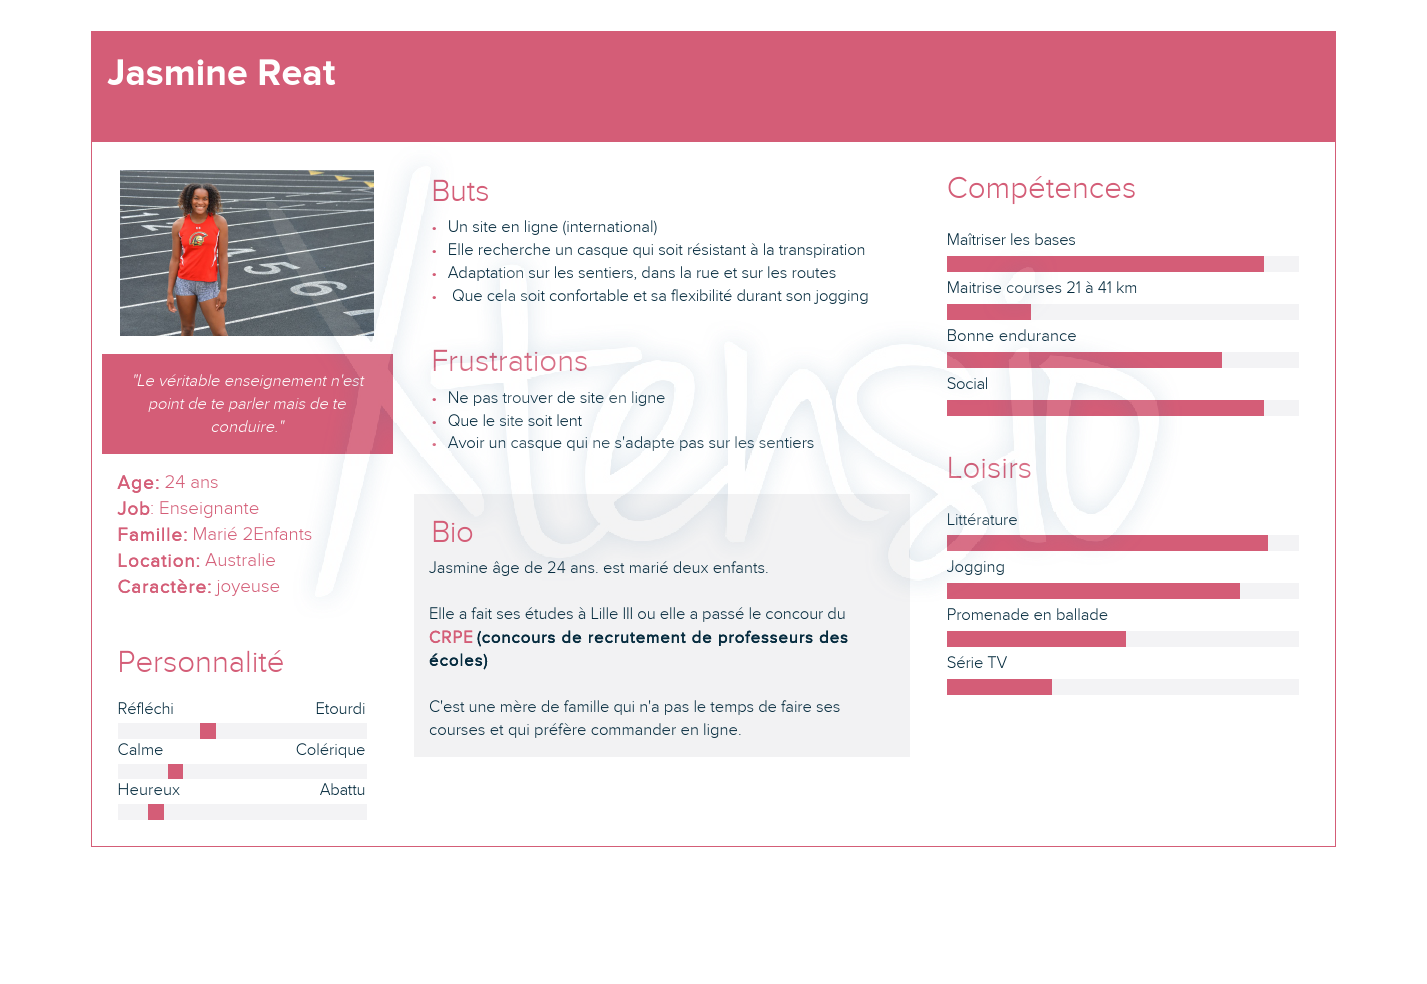 Jasmine Reat
"Le véritable enseignement n'est
point de te parler mais de te
conduire."
Age: 24 ans
Job: Enseignante
Famille: Marié 2Enfants
Location: Australie
Caractère: joyeuse
Personnalité
Réfléchi Etourdi
Calme Colérique
Heureux Abattu
Buts
• Un site en ligne (international)
• Elle recherche un casque qui soit résistant à la transpiration
• Adaptation sur les sentiers, dans la rue et sur les routes
• Que cela soit confortable et sa flexibilité durant son jogging
Frustrations
• Ne pas trouver de site en ligne
• Que le site soit lent
• Avoir un casque qui ne s'adapte pas sur les sentiers
Bio
Jasmine âge de 24 ans. est marié deux enfants.
Elle a fait ses études à Lille III ou elle a passé le concour du
CRPE (concours de recrutement de professeurs des
écoles)
C'est une mère de famille qui n'a pas le temps de faire ses
courses et qui préfère commander en ligne.
Compétences
Maîtriser les bases
Maitrise courses 21 à 41 km
Bonne endurance
Social
Loisirs
Littérature
Jogging
Promenade en ballade
Série TV
Xtensio
2
4
5
6